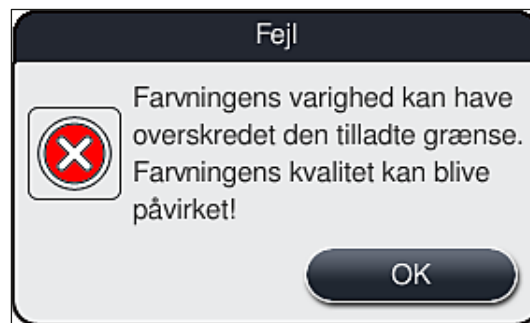 Fejl
Farvningens varighed kan have
overskredet den tilladte grænse.
Farvningens kvalitet kan blive
påvirket!
OK